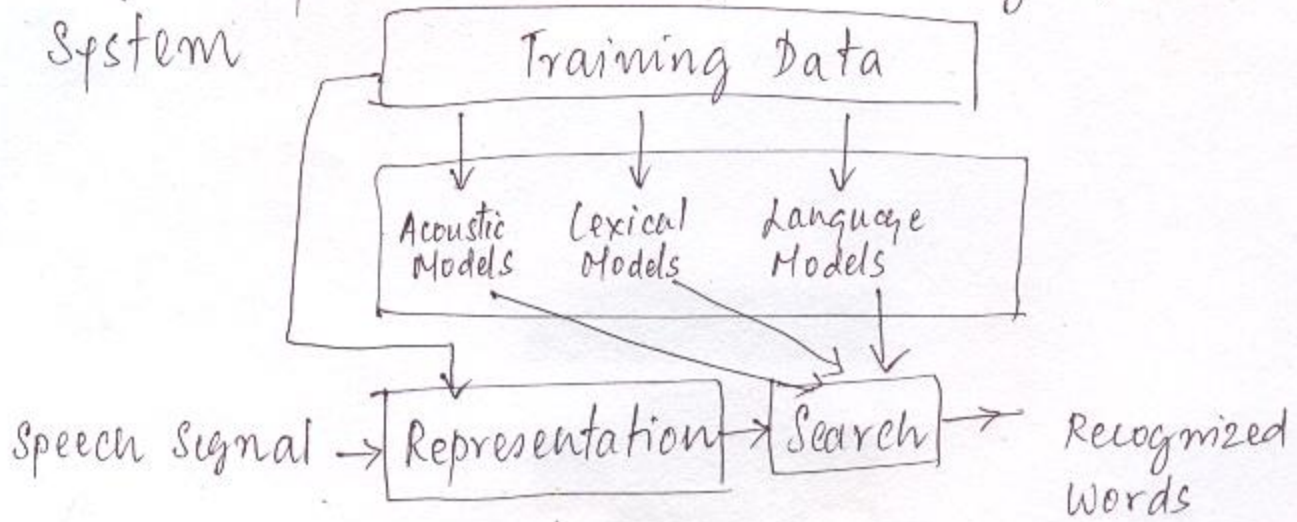 System
Training Data
Acoustic Lexical Language
Models Models Models
Speech Signal → Representation → Search → Recognized
Words